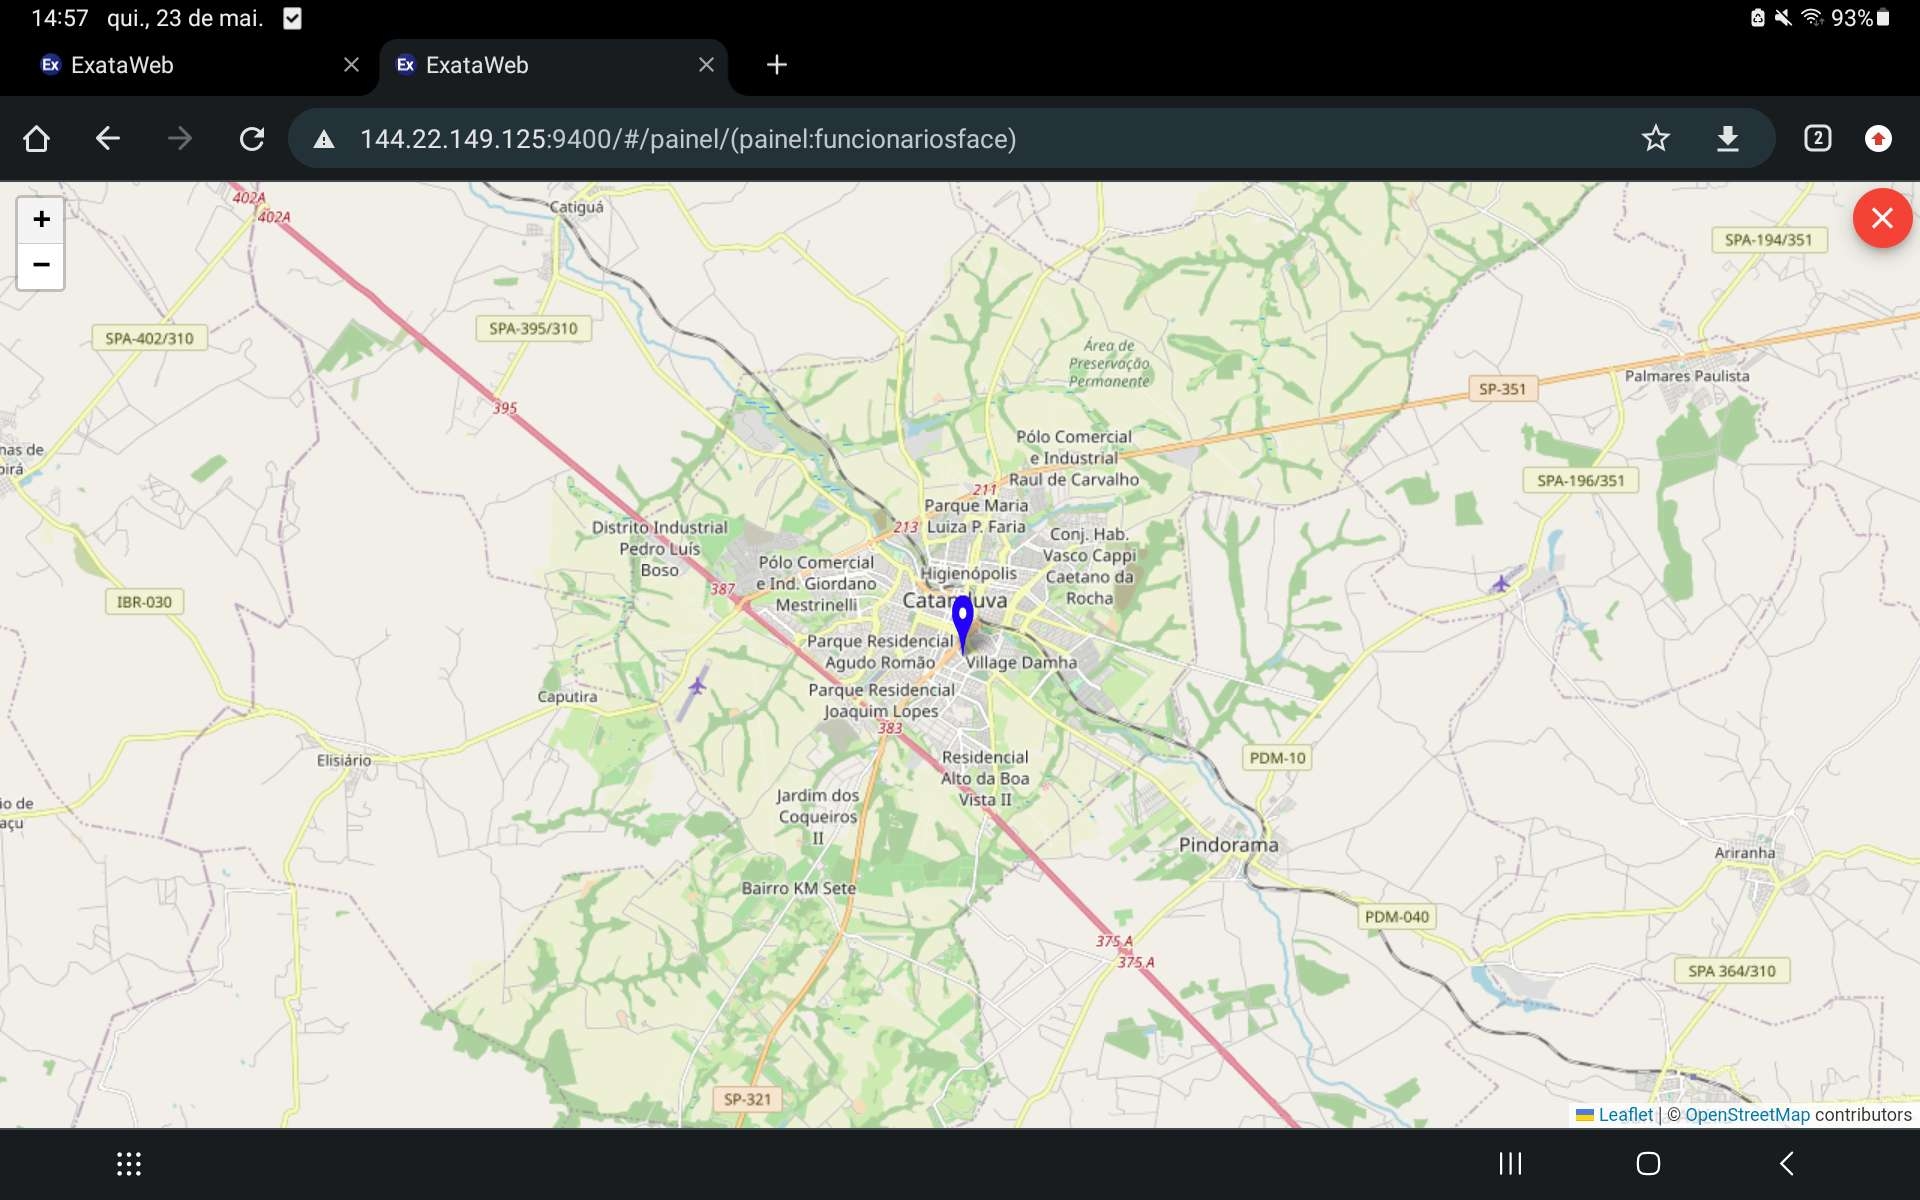 14:57 qui., 23 de mai.
93%
Ex ExataWeb
Ex ExataWeb
144.22.149.125:9400/#/painel/(painel:funcionariosface)
2
+
−
402A
402A
Catiguá
SPA-194/351
SPA-402/310
SPA-395/310
Área de
Preservação
Permanente
395
SP-351
Palmares Paulista
nas de
oirá
Pólo Comercial
e Industrial
Raul de Carvalho
SPA-196/351
211
Parque Maria
Luiza P. Faria
213
Distrito Industrial
Pedro Luís
Boso
Conj. Hab.
Vasco Cappi
Caetano da
Rocha
Pólo Comercial
e Ind. Giordano
Mestrinelli
Higienópolis
387
IBR-030
Catanduva
Parque Residencial
Agudo Romão
Village Damha
Caputira
Parque Residencial
Joaquim Lopes
383
Elisiário
Residencial
Alto da Boa
Vista II
PDM-10
io de
açu
Jardim dos
Coqueiros
II
Pindorama
Ariranha
Bairro KM Sete
PDM-040
375 A
375 A
SPA 364/310
SP-321
Leaflet | © OpenStreetMap contributors